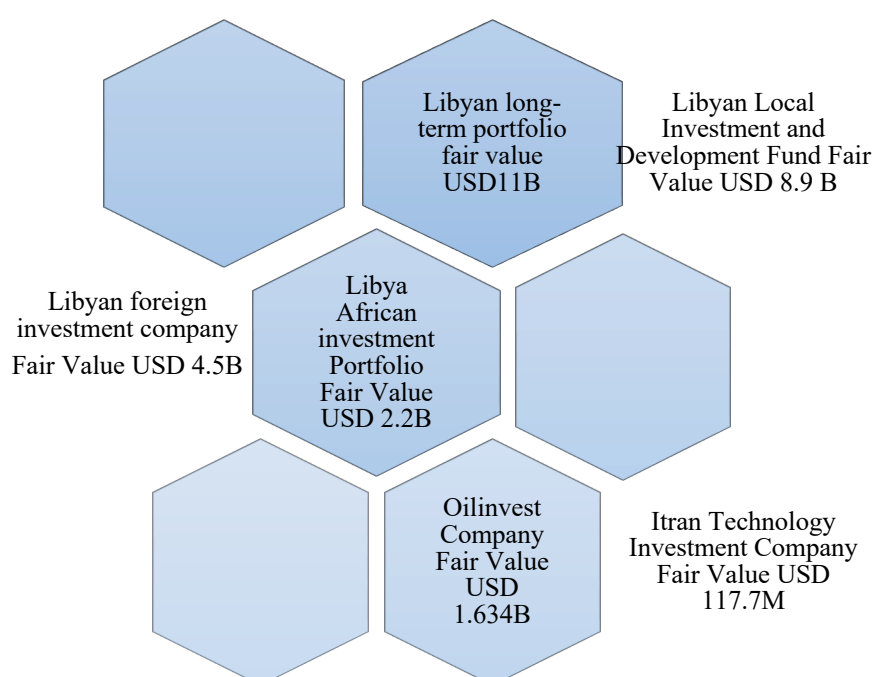 Libyan long-
term portfolio
fair value
USD11B
Libyan Local
Investment and
Development Fund Fair
Value USD 8.9 B
Libyan foreign
investment company
Fair Value USD 4.5B
Libya
African
investment
Portfolio
Fair Value
USD 2.2B
Oilinvest
Company
Fair Value
USD
1.634B
Itran Technology
Investment Company
Fair Value USD
117.7M